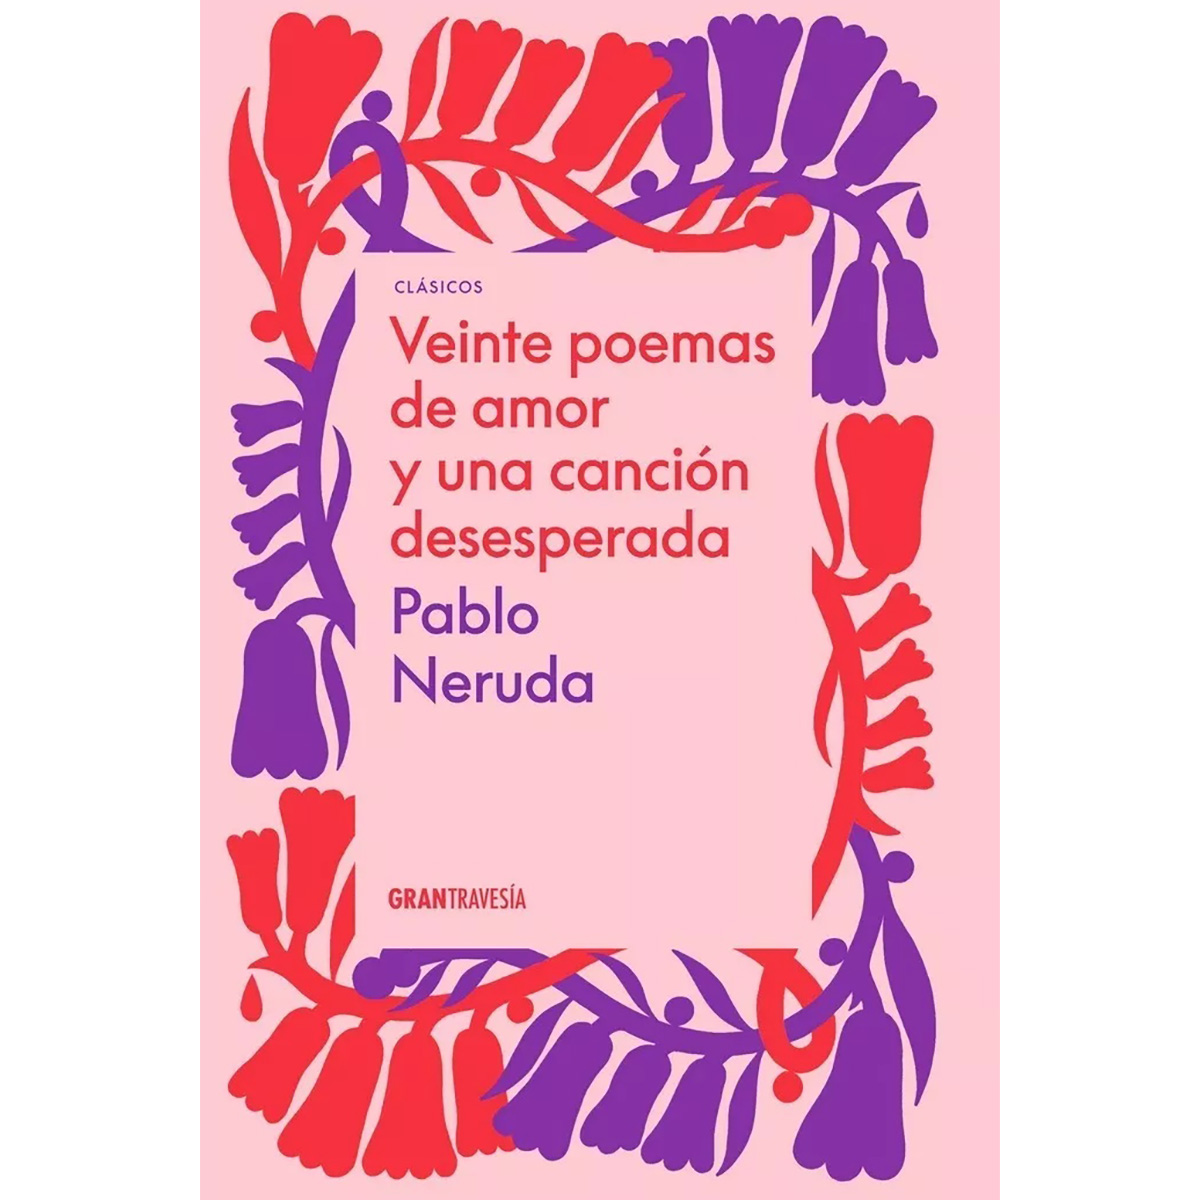 CLÁSICOS
Veinte poemas
de amor
y una canción
desesperada
Pablo
Neruda
GRANTRAVESÍA